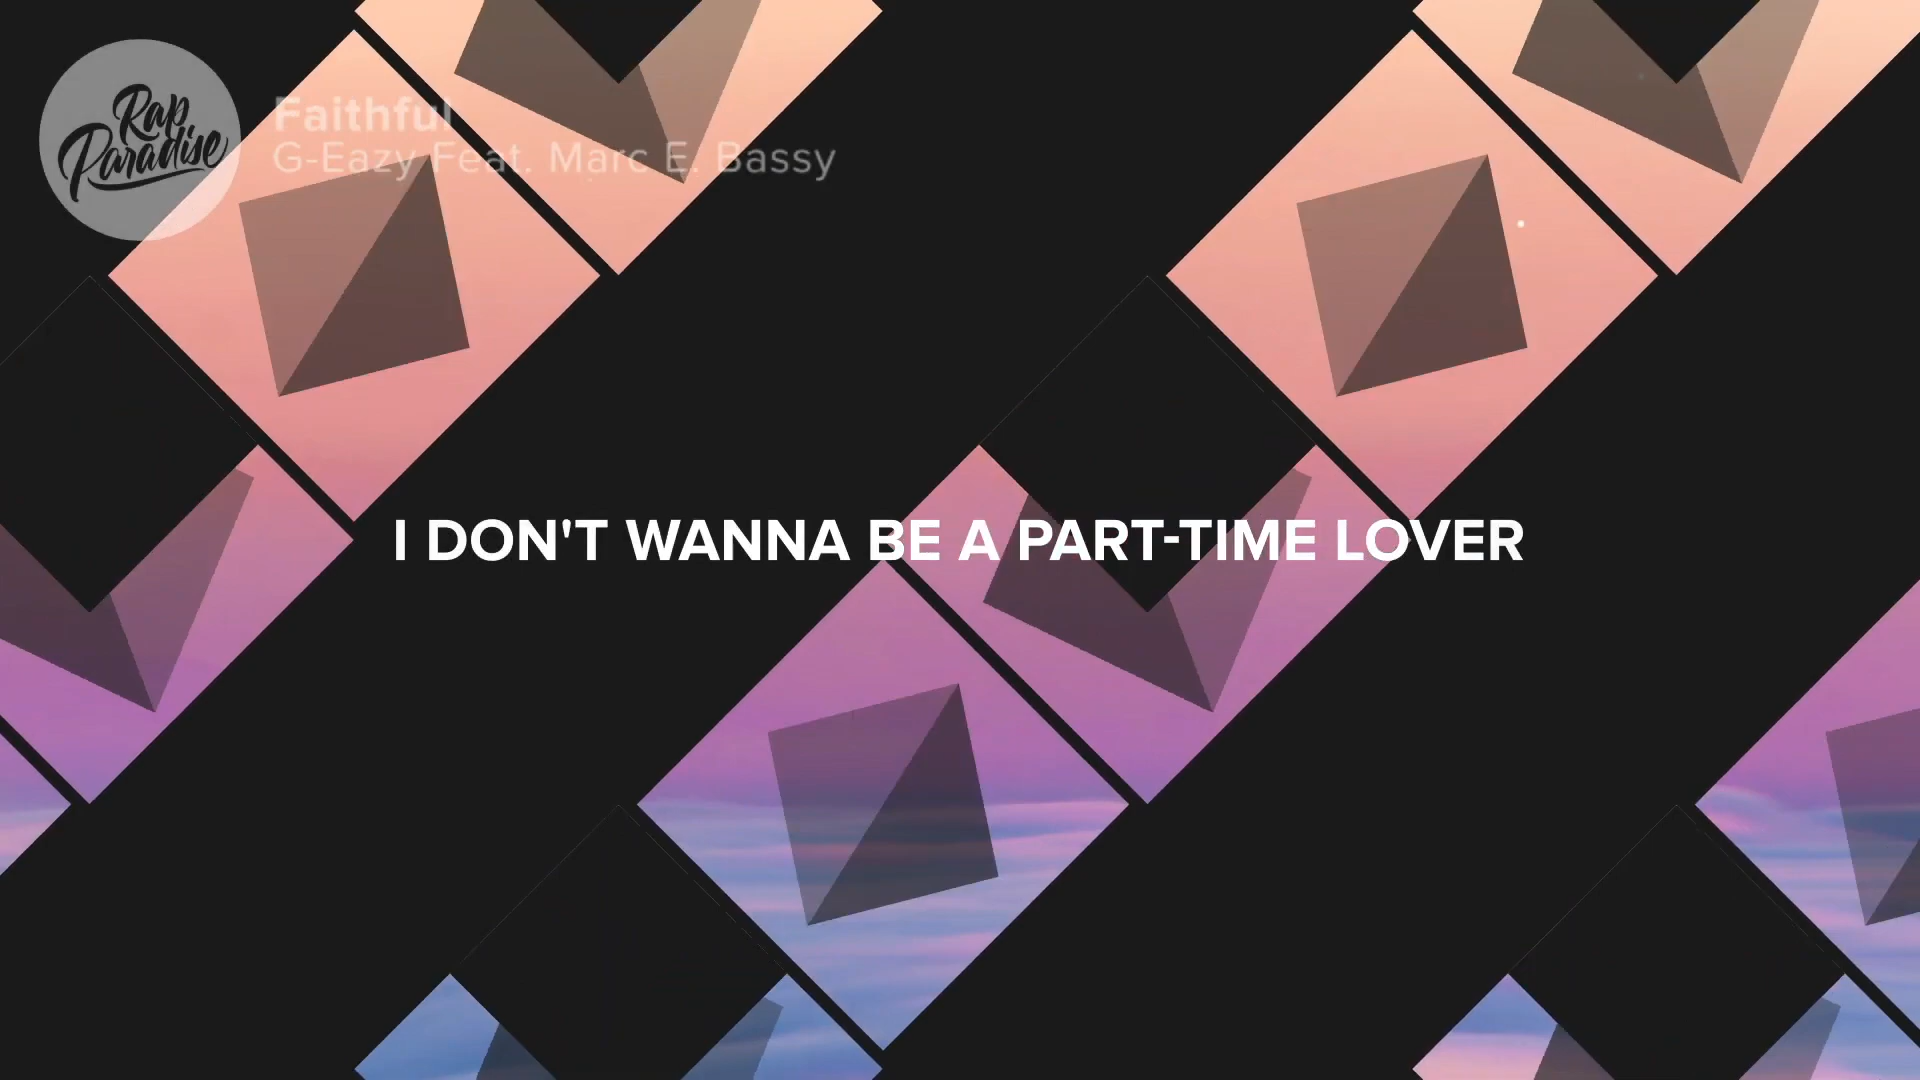 Rap
Paradise
Faithful
G-Eazy Feat. Marc E. Bassy
I DON'T WANNA BE A PART-TIME LOVER